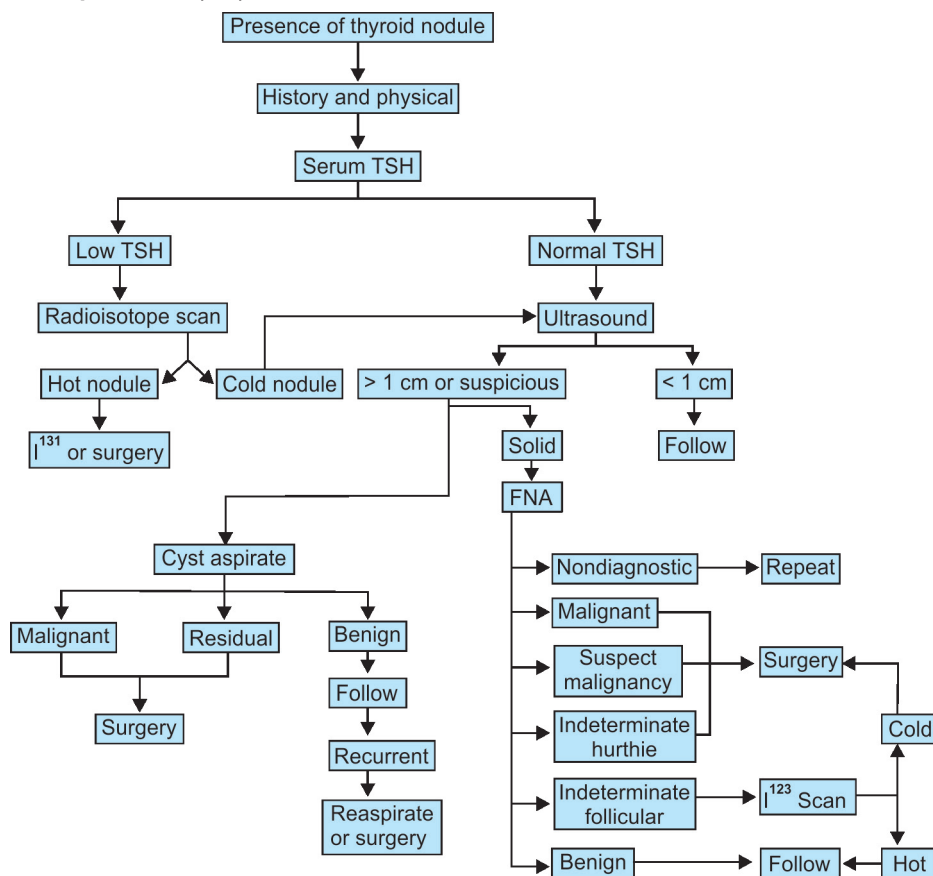 Presence of thyroid nodule
History and physical
Serum TSH
Low TSH
Normal TSH
Radioisotope scan
Ultrasound
Hot nodule
Cold nodule
> 1 cm or suspicious
< 1 cm
I¹³¹ or surgery
Solid
Follow
FNA
Cyst aspirate
Nondiagnostic
Repeat
Malignant
Residual
Benign
Malignant
Suspect
malignancy
Surgery
Follow
Surgery
Indeterminate
hurthie
Cold
Recurrent
Indeterminate
follicular
I¹²³ Scan
Reaspirate
or surgery
Benign
Follow
Hot